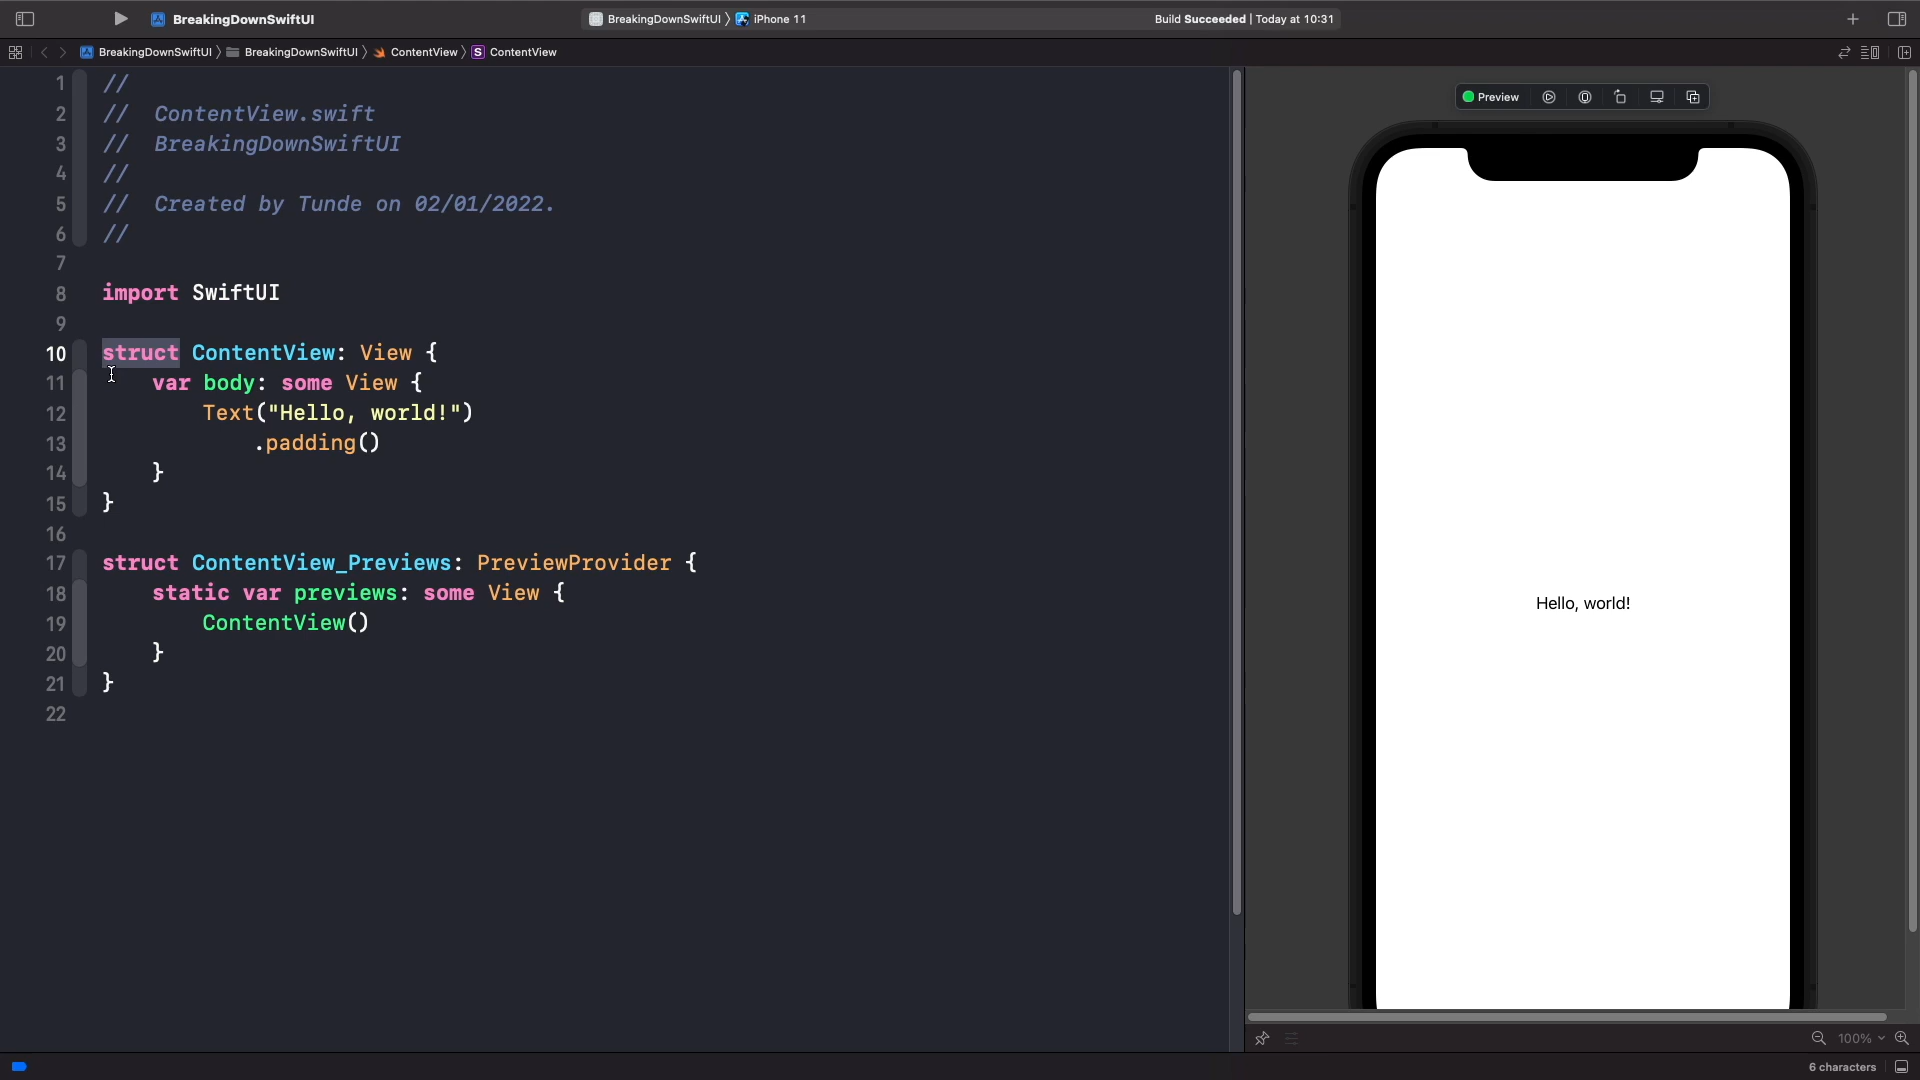 BreakingDownSwiftUI
BreakingDownSwiftUI 〉 iPhone 11
Build Succeeded | Today at 10:31
BreakingDownSwiftUI 〉 BreakingDownSwiftUI 〉 ContentView 〉 S ContentView
1 //
2 //  ContentView.swift
3 //  BreakingDownSwiftUI
4 //
5 //  Created by Tunde on 02/01/2022.
6 //
7
8 import SwiftUI
9
10 struct ContentView: View {
11     var body: some View {
12         Text("Hello, world!")
13             .padding()
14     }
15 }
16
17 struct ContentView_Previews: PreviewProvider {
18     static var previews: some View {
19         ContentView()
20     }
21 }
22
Preview
Hello, world!
100%
6 characters